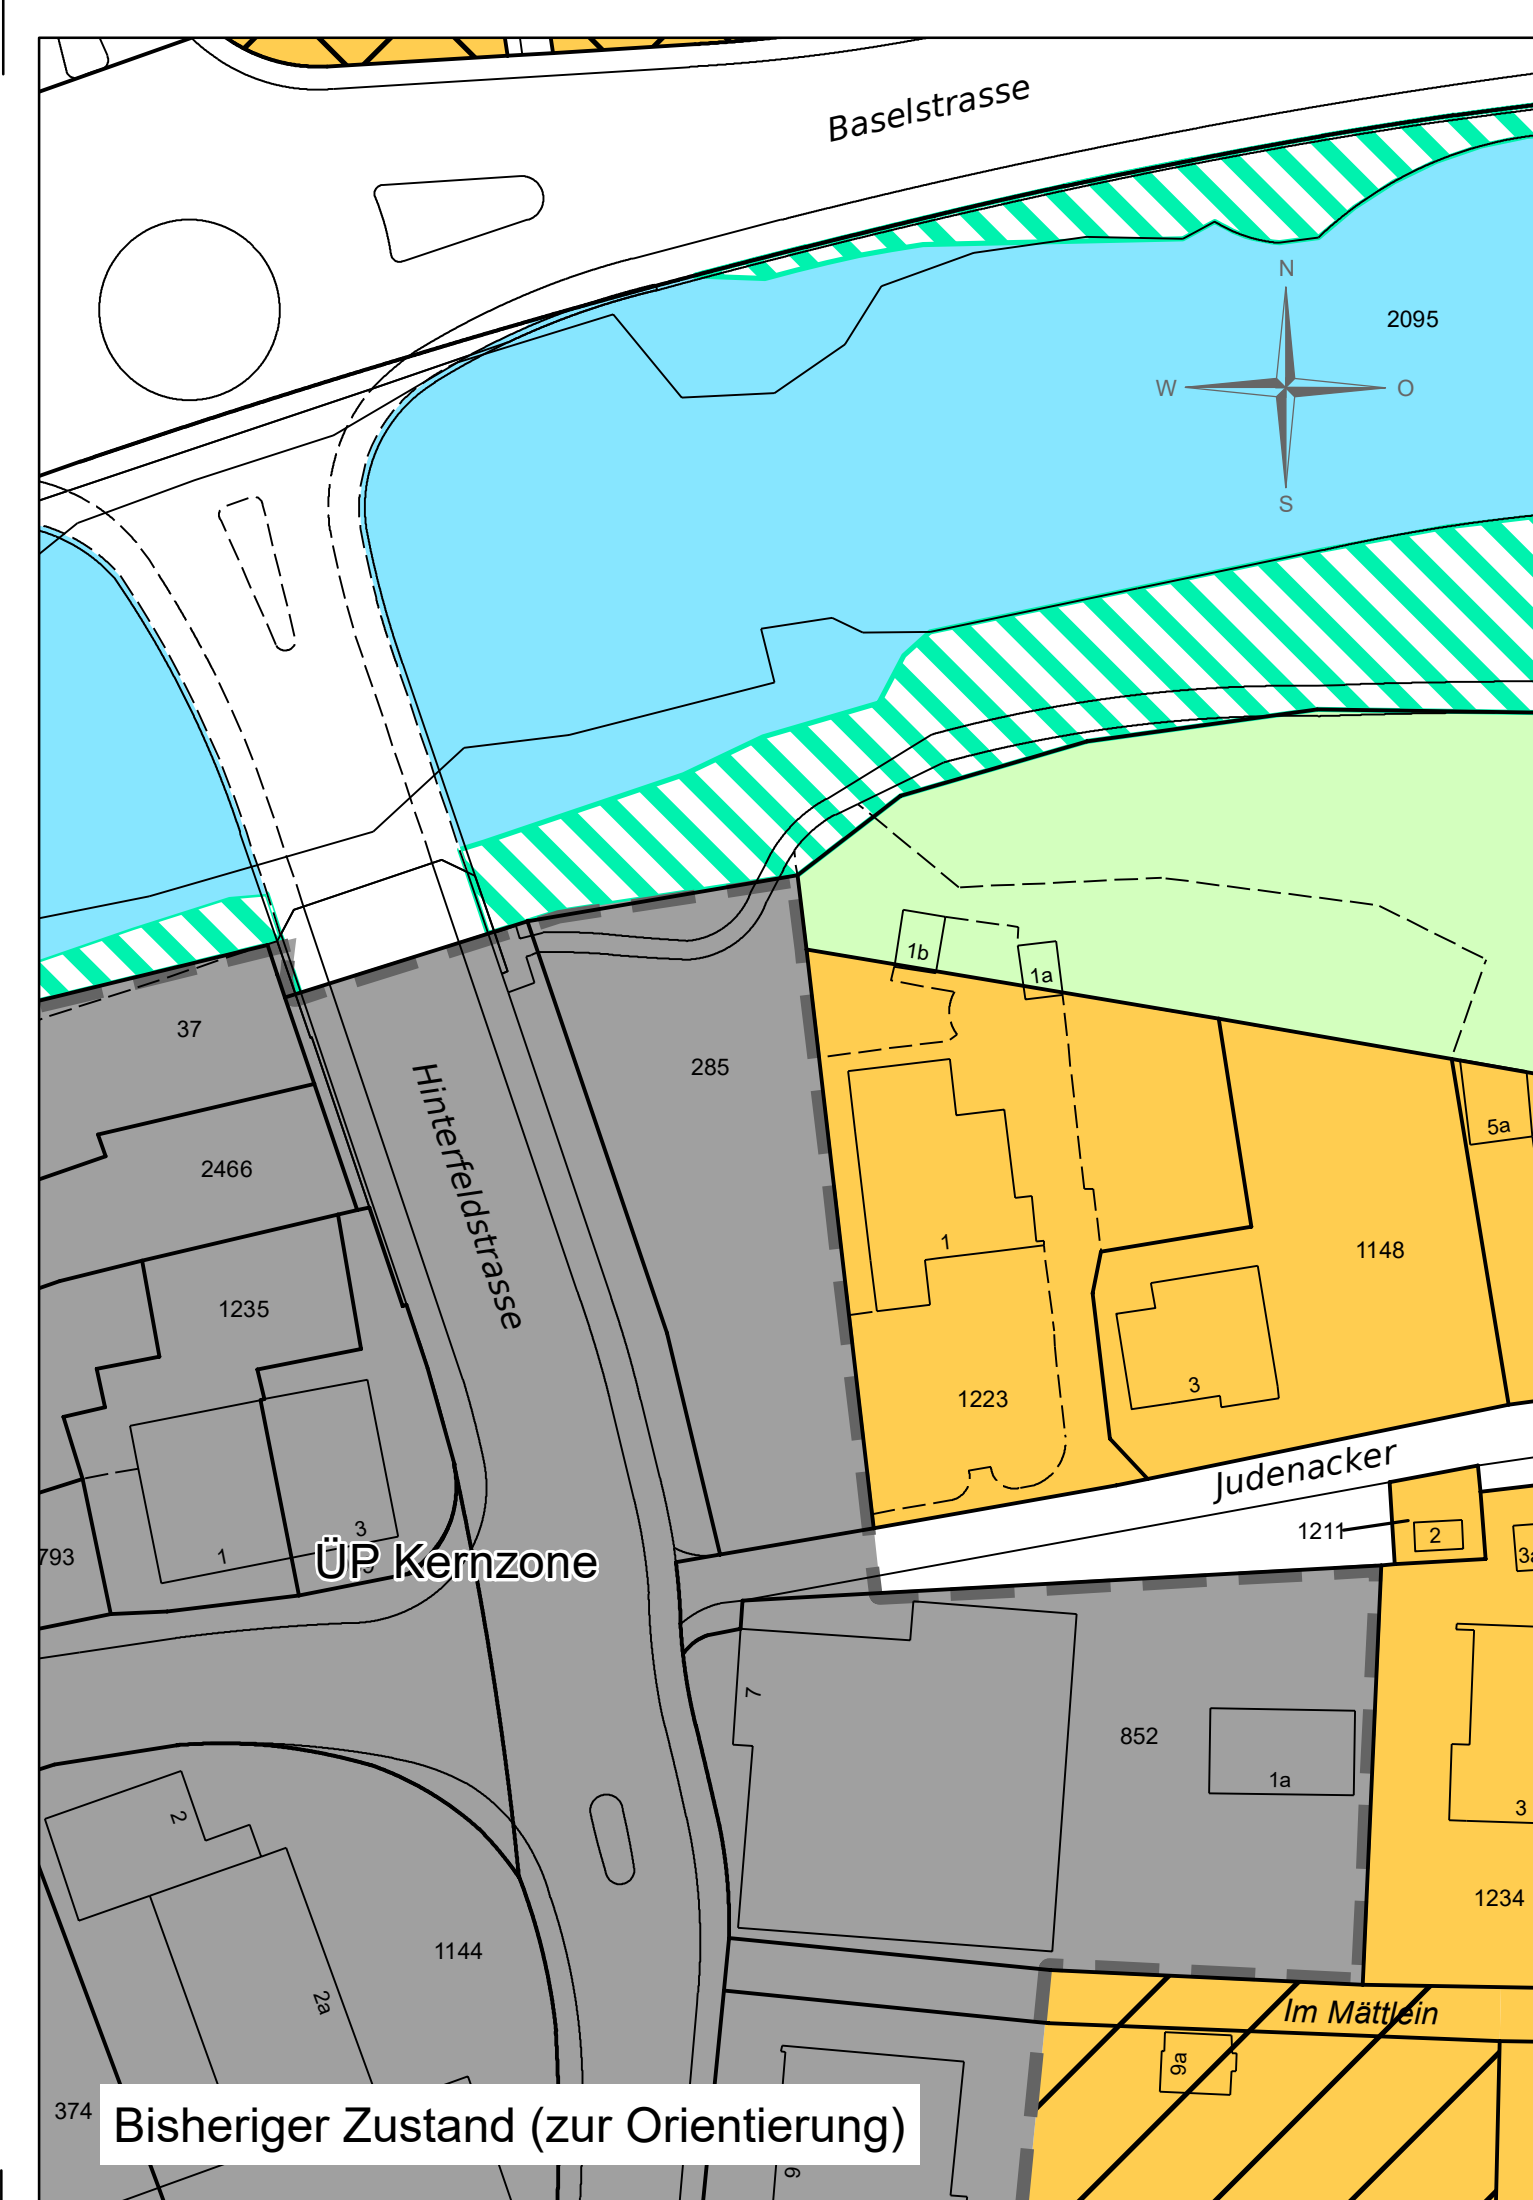 Baselstrasse
N
2095
W
O
S
1b
1a
37
285
Hinterfeldstrasse
5a
2466
1
1148
1235
3
1223
Judenacker
1211
2
3a
793
1
3
ÜP Kernzone
7
852
1a
2
3
1234
1144
2a
Im Mättlein
9a
374
Bisheriger Zustand (zur Orientierung)
9